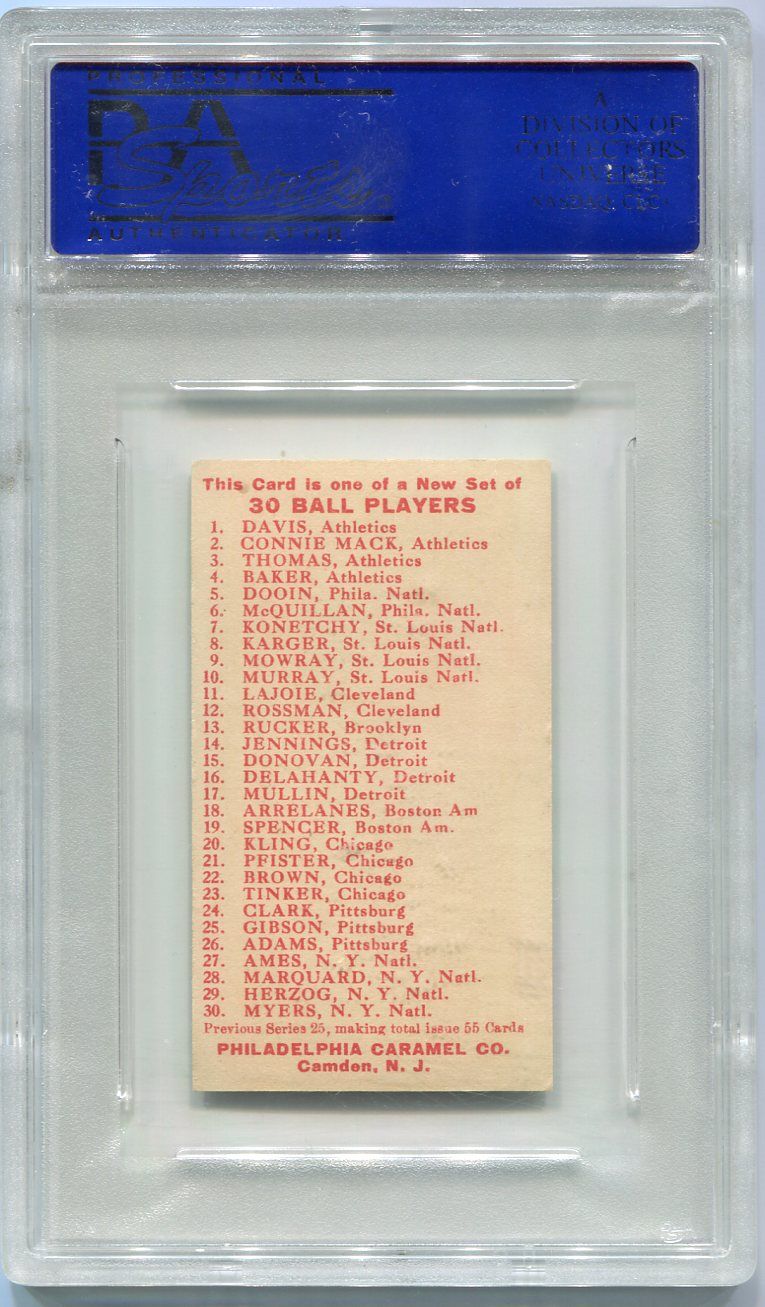 PROFESSIONAL
PSA
Sports
AUTHENTICATOR
A
DIVISION OF
COLLECTORS
UNIVERSE
NASDAQ: CLCT
This Card is one of a New Set of
30 BALL PLAYERS
1. DAVIS, Athletics
2. CONNIE MACK, Athletics
3. THOMAS, Athletics
4. BAKER, Athletics
5. DOOIN, Phila. Natl.
6. McQUILLAN, Phila. Natl.
7. KONETCHY, St. Louis Natl.
8. KARGER, St. Louis Natl.
9. MOWRAY, St. Louis Natl.
10. MURRAY, St. Louis Natl.
11. LAJOIE, Cleveland
12. ROSSMAN, Cleveland
13. RUCKER, Brooklyn
14. JENNINGS, Detroit
15. DONOVAN, Detroit
16. DELAHANTY, Detroit
17. MULLIN, Detroit
18. ARRELANES, Boston Am
19. SPENCER, Boston Am.
20. KLING, Chicago
21. PFISTER, Chicago
22. BROWN, Chicago
23. TINKER, Chicago
24. CLARK, Pittsburg
25. GIBSON, Pittsburg
26. ADAMS, Pittsburg
27. AMES, N. Y. Natl.
28. MARQUARD, N. Y. Natl.
29. HERZOG, N. Y. Natl.
30. MYERS, N. Y. Natl.
Previous Series 25, making total issue 55 Cards
PHILADELPHIA CARAMEL CO.
Camden, N. J.